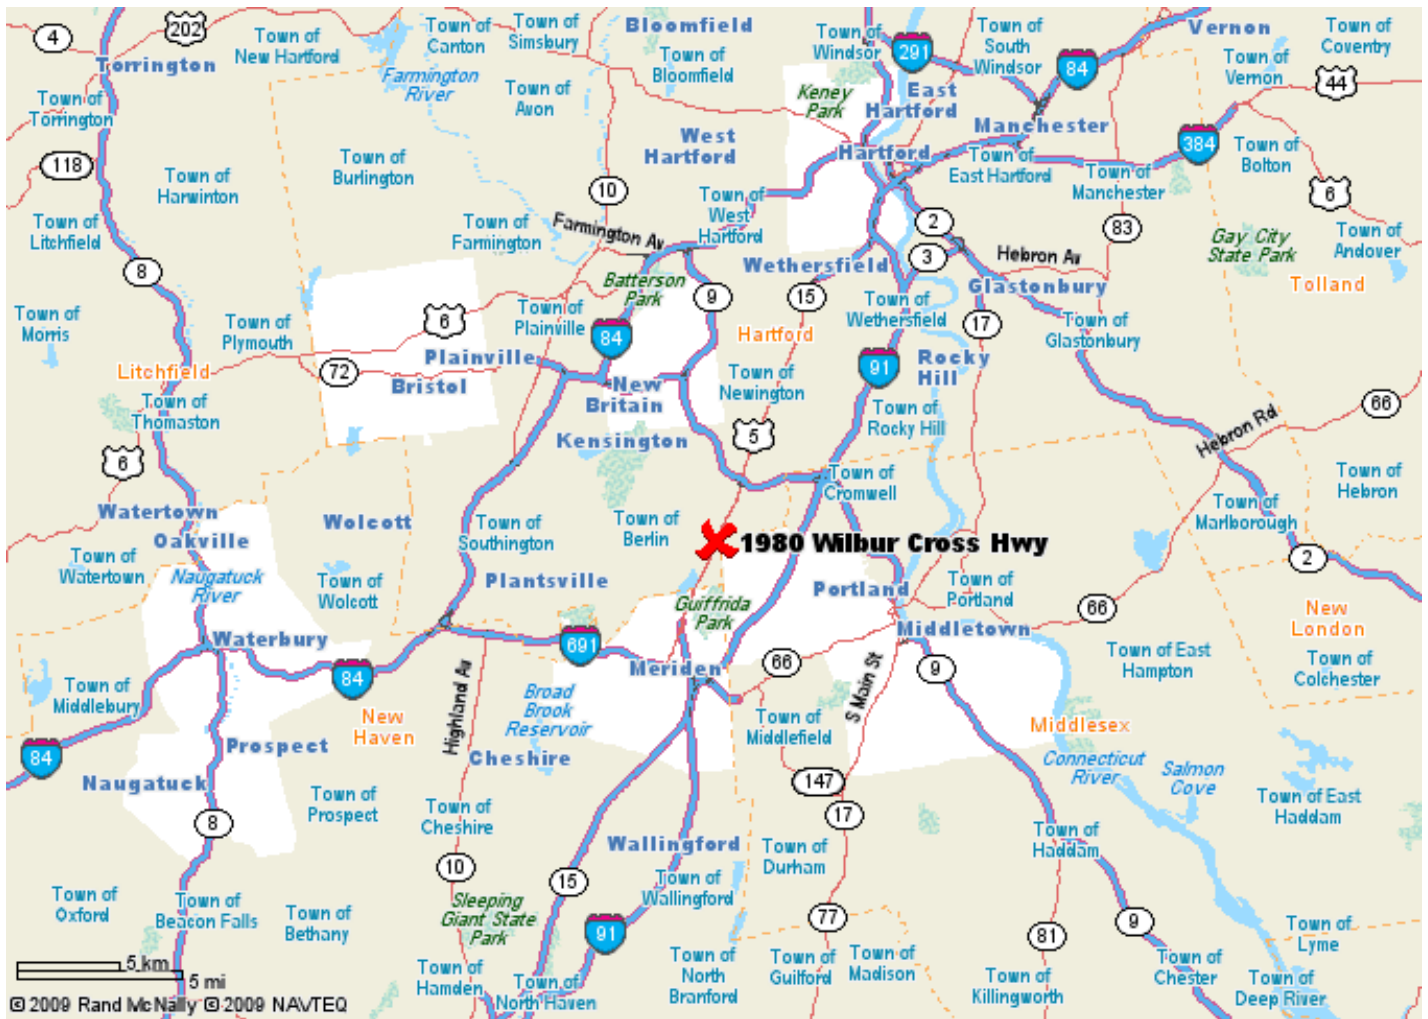 4
202
Torrington
Town of
New Hartford
Town of
Canton
Town of
Simsbury
Bloomfield
Town of
Bloomfield
Town of
Windsor
291
Town of
South
Windsor
84
Vernon
Town of
Vernon
Town of
Coventry
44
Town of
Torrington
Farmington
River
Town of
Avon
Keney
Park
East
Hartford
Manchester
384
118
Town of
Harwinton
Town of
Burlington
West
Hartford
Hartford
Town of
East Hartford
Town of
Manchester
Town of
Bolton
6
10
Town of
Litchfield
Town of
Farmington
Farmington Av
Town of
West
Hartford
2
83
Gay City
State Park
Town of
Andover
8
Wethersfield
3
Hebron Av
Glastonbury
Tolland
Batterson
Park
9
15
Town of
Morris
Town of
Plymouth
6
Town of
Plainville
84
Hartford
Town of
Wethersfield
17
Town of
Glastonbury
Litchfield
72
Plainville
Bristol
New
Britain
Town of
Newington
91
Rocky
Hill
Town of
Thomaston
Kensington
5
Town of
Rocky Hill
66
Hebron Rd
6
Town of
Cromwell
Town of
Hebron
Watertown
Oakville
Wolcott
Town of
Southington
Town of
Berlin
1980 Wilbur Cross Hwy
Town of
Marlborough
2
Town of
Watertown
Naugatuck
River
Town of
Wolcott
Plantsville
Guiffrida
Park
Portland
Town of
Portland
66
New
London
Waterbury
691
Meriden
66
Middletown
Town of East
Hampton
Town of
Colchester
Town of
Middlebury
84
New
Haven
Highland Av
Broad
Brook
Reservoir
Town of
Middlefield
S Main St
9
Middlesex
84
Prospect
Cheshire
Connecticut
River
Salmon
Cove
Naugatuck
Town of
Prospect
147
Town of East
Haddam
8
Town of
Cheshire
Wallingford
17
Town of
Durham
Town of
Haddam
10
15
Town of
Wallingford
Town of
Oxford
Town of
Beacon Falls
Town of
Bethany
Sleeping
Giant State
Park
91
77
81
9
Town of
Lyme
Town of
Hamden
Town of
North Haven
Town of
North
Branford
Town of
Guilford
Town of
Madison
Town of
Killingworth
Town of
Chester
Town of
Deep River
5 km
5 mi
© 2009 Rand McNally © 2009 NAVTEQ